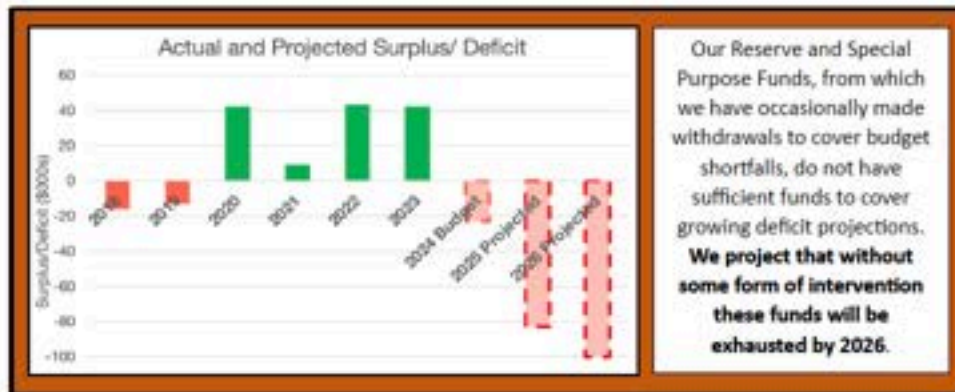 Actual and Projected Surplus/ Deficit
Surplus/Deficit ($000s)
60
40
20
0
-20
-40
-60
-80
-100
2018
2019
2020
2021
2022
2023
2024 Budget
2025 Projected
2026 Projected
Our Reserve and Special
Purpose Funds, from which
we have occasionally made
withdrawals to cover budget
shortfalls, do not have
sufficient funds to cover
growing deficit projections.
We project that without
some form of intervention
these funds will be
exhausted by 2026.